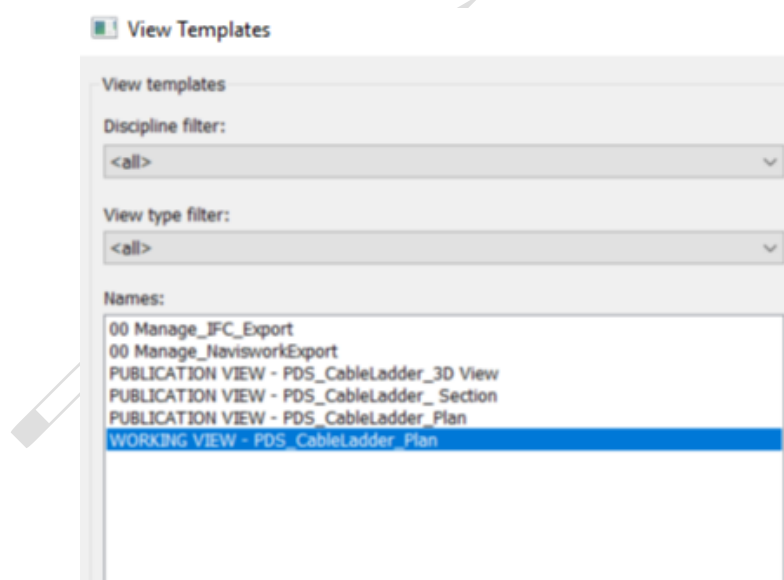 View Templates
View templates
Discipline filter:
<all>
View type filter:
<all>
Names:
00 Manage_IFC_Export
00 Manage_NavisworkExport
PUBLICATION VIEW - PDS_CableLadder_3D View
PUBLICATION VIEW - PDS_CableLadder_ Section
PUBLICATION VIEW - PDS_CableLadder_Plan
WORKING VIEW - PDS_CableLadder_Plan